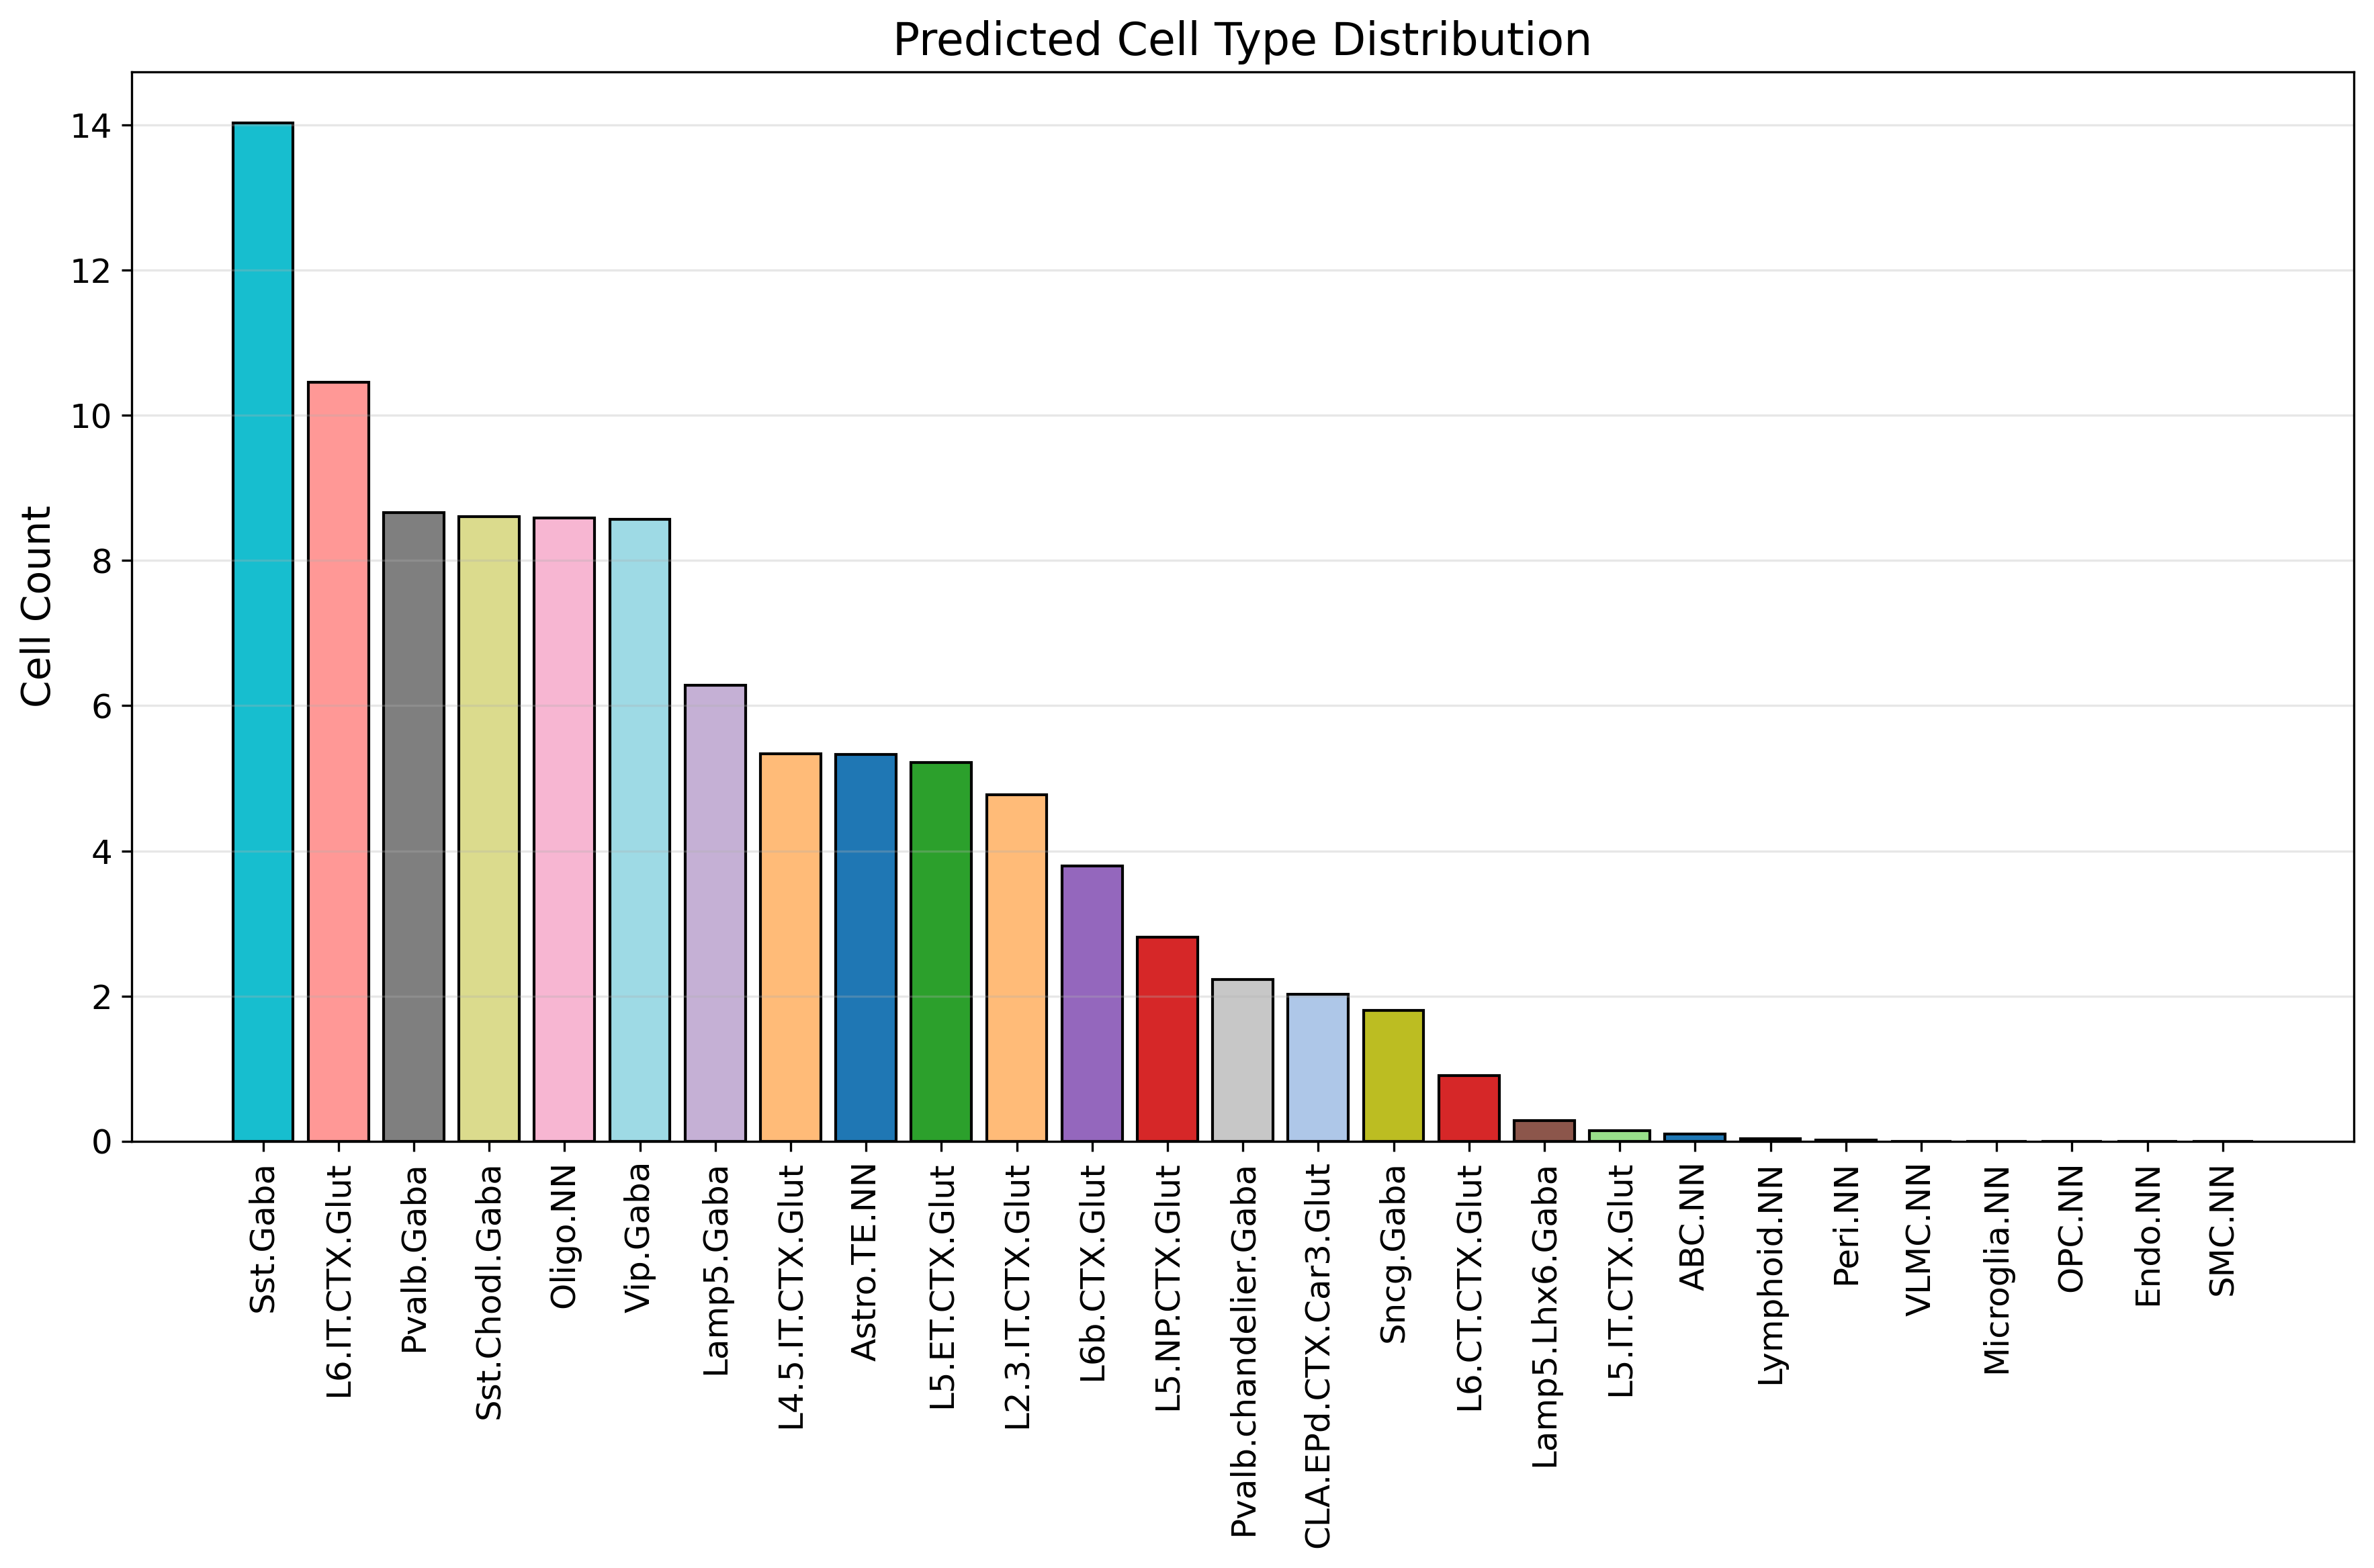 Predicted Cell Type Distribution
Cell Count
14
12
10
8
6
4
2
0
Sst.Gaba
L6.IT.CTX.Glut
Pvalb.Gaba
Sst.Chodl.Gaba
Oligo.NN
Vip.Gaba
Lamp5.Gaba
L4.5.IT.CTX.Glut
Astro.TE.NN
L5.ET.CTX.Glut
L2.3.IT.CTX.Glut
L6b.CTX.Glut
L5.NP.CTX.Glut
Pvalb.chandelier.Gaba
CLA.EPd.CTX.Car3.Glut
Sncg.Gaba
L6.CT.CTX.Glut
Lamp5.Lhx6.Gaba
L5.IT.CTX.Glut
ABC.NN
Lymphoid.NN
Peri.NN
VLMC.NN
Microglia.NN
OPC.NN
Endo.NN
SMC.NN